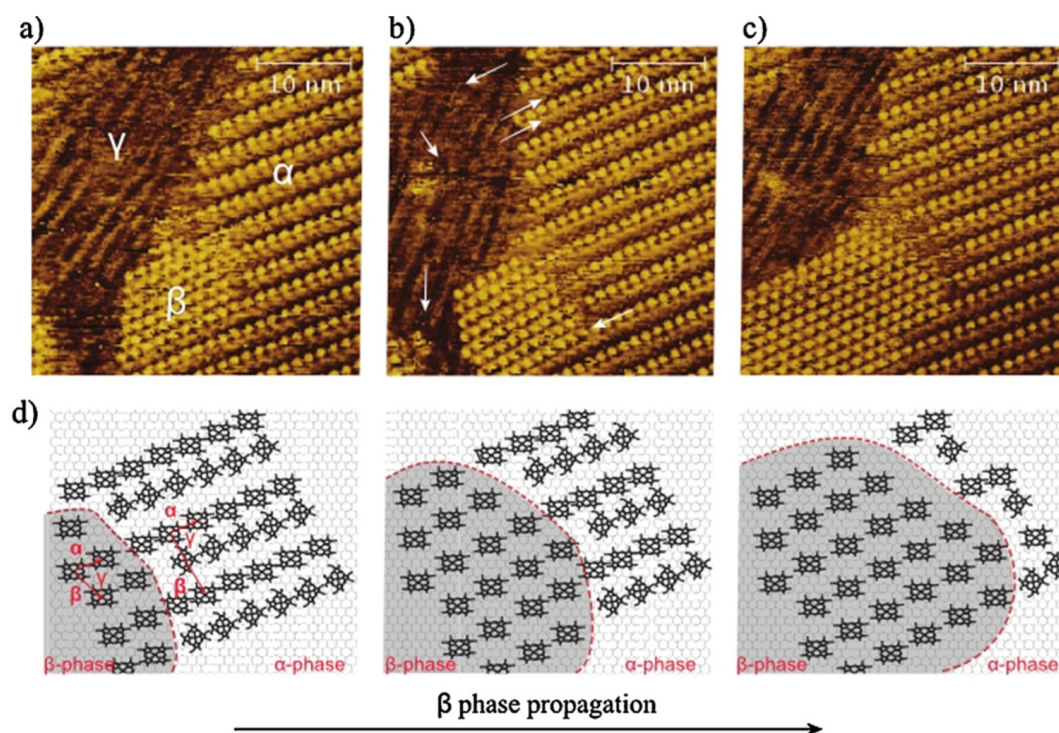 a)
b)
c)
10 nm
10 nm
10 nm
γ
α
β
d)
α
γ
β
α
γ
β
β-phase
α-phase
β-phase
α-phase
β-phase
α-phase
β phase propagation